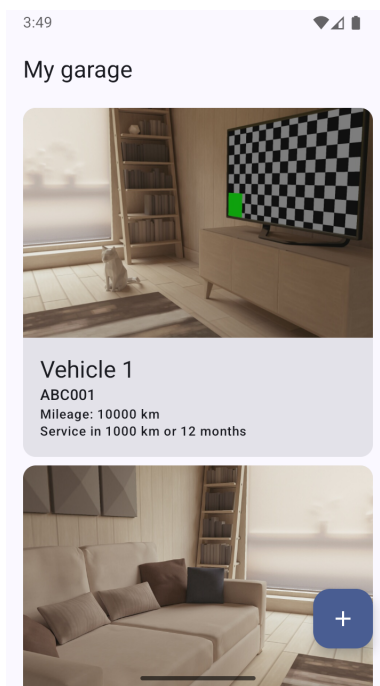 3:49
My garage
Vehicle 1
ABC001
Mileage: 10000 km
Service in 1000 km or 12 months
+